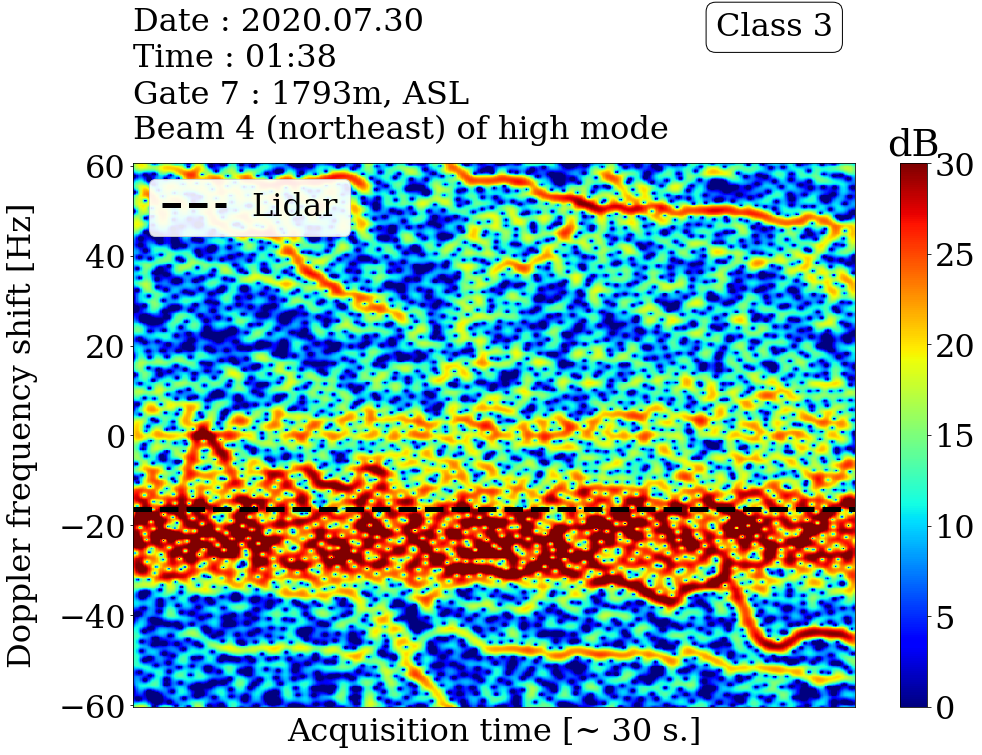 Date : 2020.07.30
Time : 01:38
Gate 7 : 1793m, ASL
Beam 4 (northeast) of high mode
Class 3
dB
Lidar
Doppler frequency shift [Hz]
60
40
20
0
−20
−40
−60
30
25
20
15
10
5
0
Acquisition time [~ 30 s.]